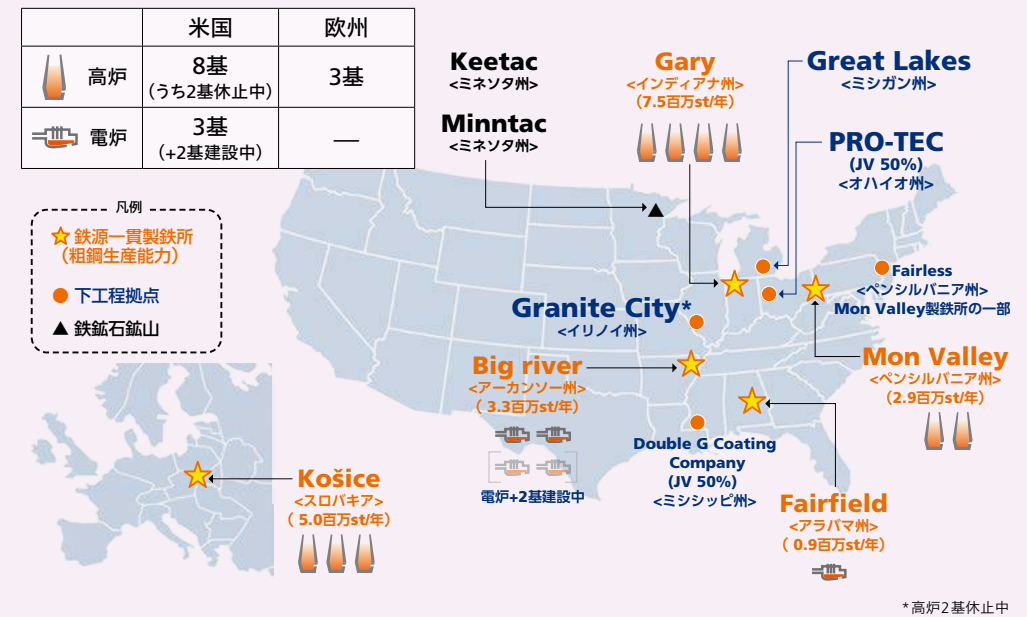 米国
欧州
高炉
8基
(うち2基休止中)
3基
電炉
3基
(+2基建設中)
—
凡例
鉄源一貫製鉄所
(粗鋼生産能力)
下工程拠点
鉄鉱石鉱山
Keetac
<ミネソタ州>
Minntac
<ミネソタ州>
Gary
<インディアナ州>
(7.5百万st/年)
Great Lakes
<ミシガン州>
PRO-TEC
(JV 50%)
<オハイオ州>
Fairless
<ペンシルバニア州>
Mon Valley製鉄所の一部
Granite City*
<イリノイ州>
Mon Valley
<ペンシルバニア州>
(2.9百万st/年)
Big river
<アーカンソー州>
( 3.3百万st/年)
電炉+2基建設中
Double G Coating
Company
(JV 50%)
<ミシシッピ州>
Fairfield
<アラバマ州>
( 0.9百万st/年)
Košice
<スロバキア>
( 5.0百万st/年)
*高炉2基休止中